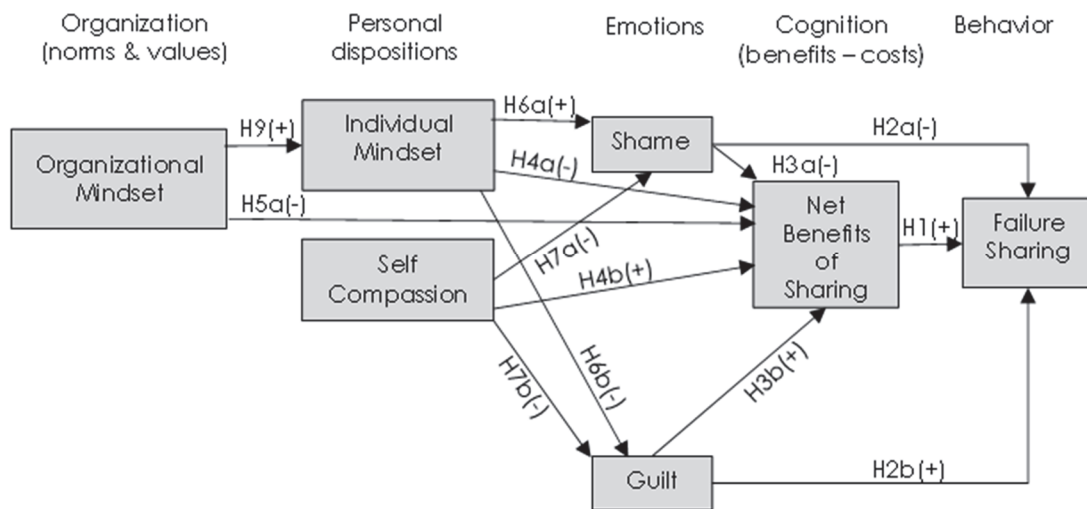 Organization
(norms & values)
Personal
dispositions
Emotions
Cognition
(benefits – costs)
Behavior
Organizational
Mindset
H9(+)
H5a(-)
Individual
Mindset
H6a(+)
H4a(-)
Self
Compassion
H7a(-)
H4b(+)
H7b(-)
H6b(-)
Shame
H2a(-)
H3a(-)
Net
Benefits
of
Sharing
H1(+)
Failure
Sharing
H3b(+)
Guilt
H2b(+)